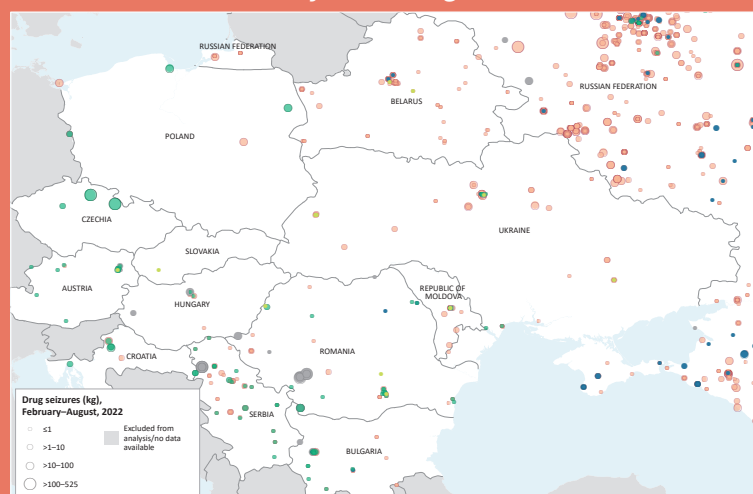 RUSSIAN FEDERATION
BELARUS
RUSSIAN FEDERATION
POLAND
CZECHIA
UKRAINE
SLOVAKIA
AUSTRIA
HUNGARY
REPUBLIC OF
MOLDOVA
CROATIA
ROMANIA
SERBIA
BULGARIA
Drug seizures (kg),
February–August, 2022
≤1
>1–10
>10–100
>100–525
Excluded from
analysis/no data
available